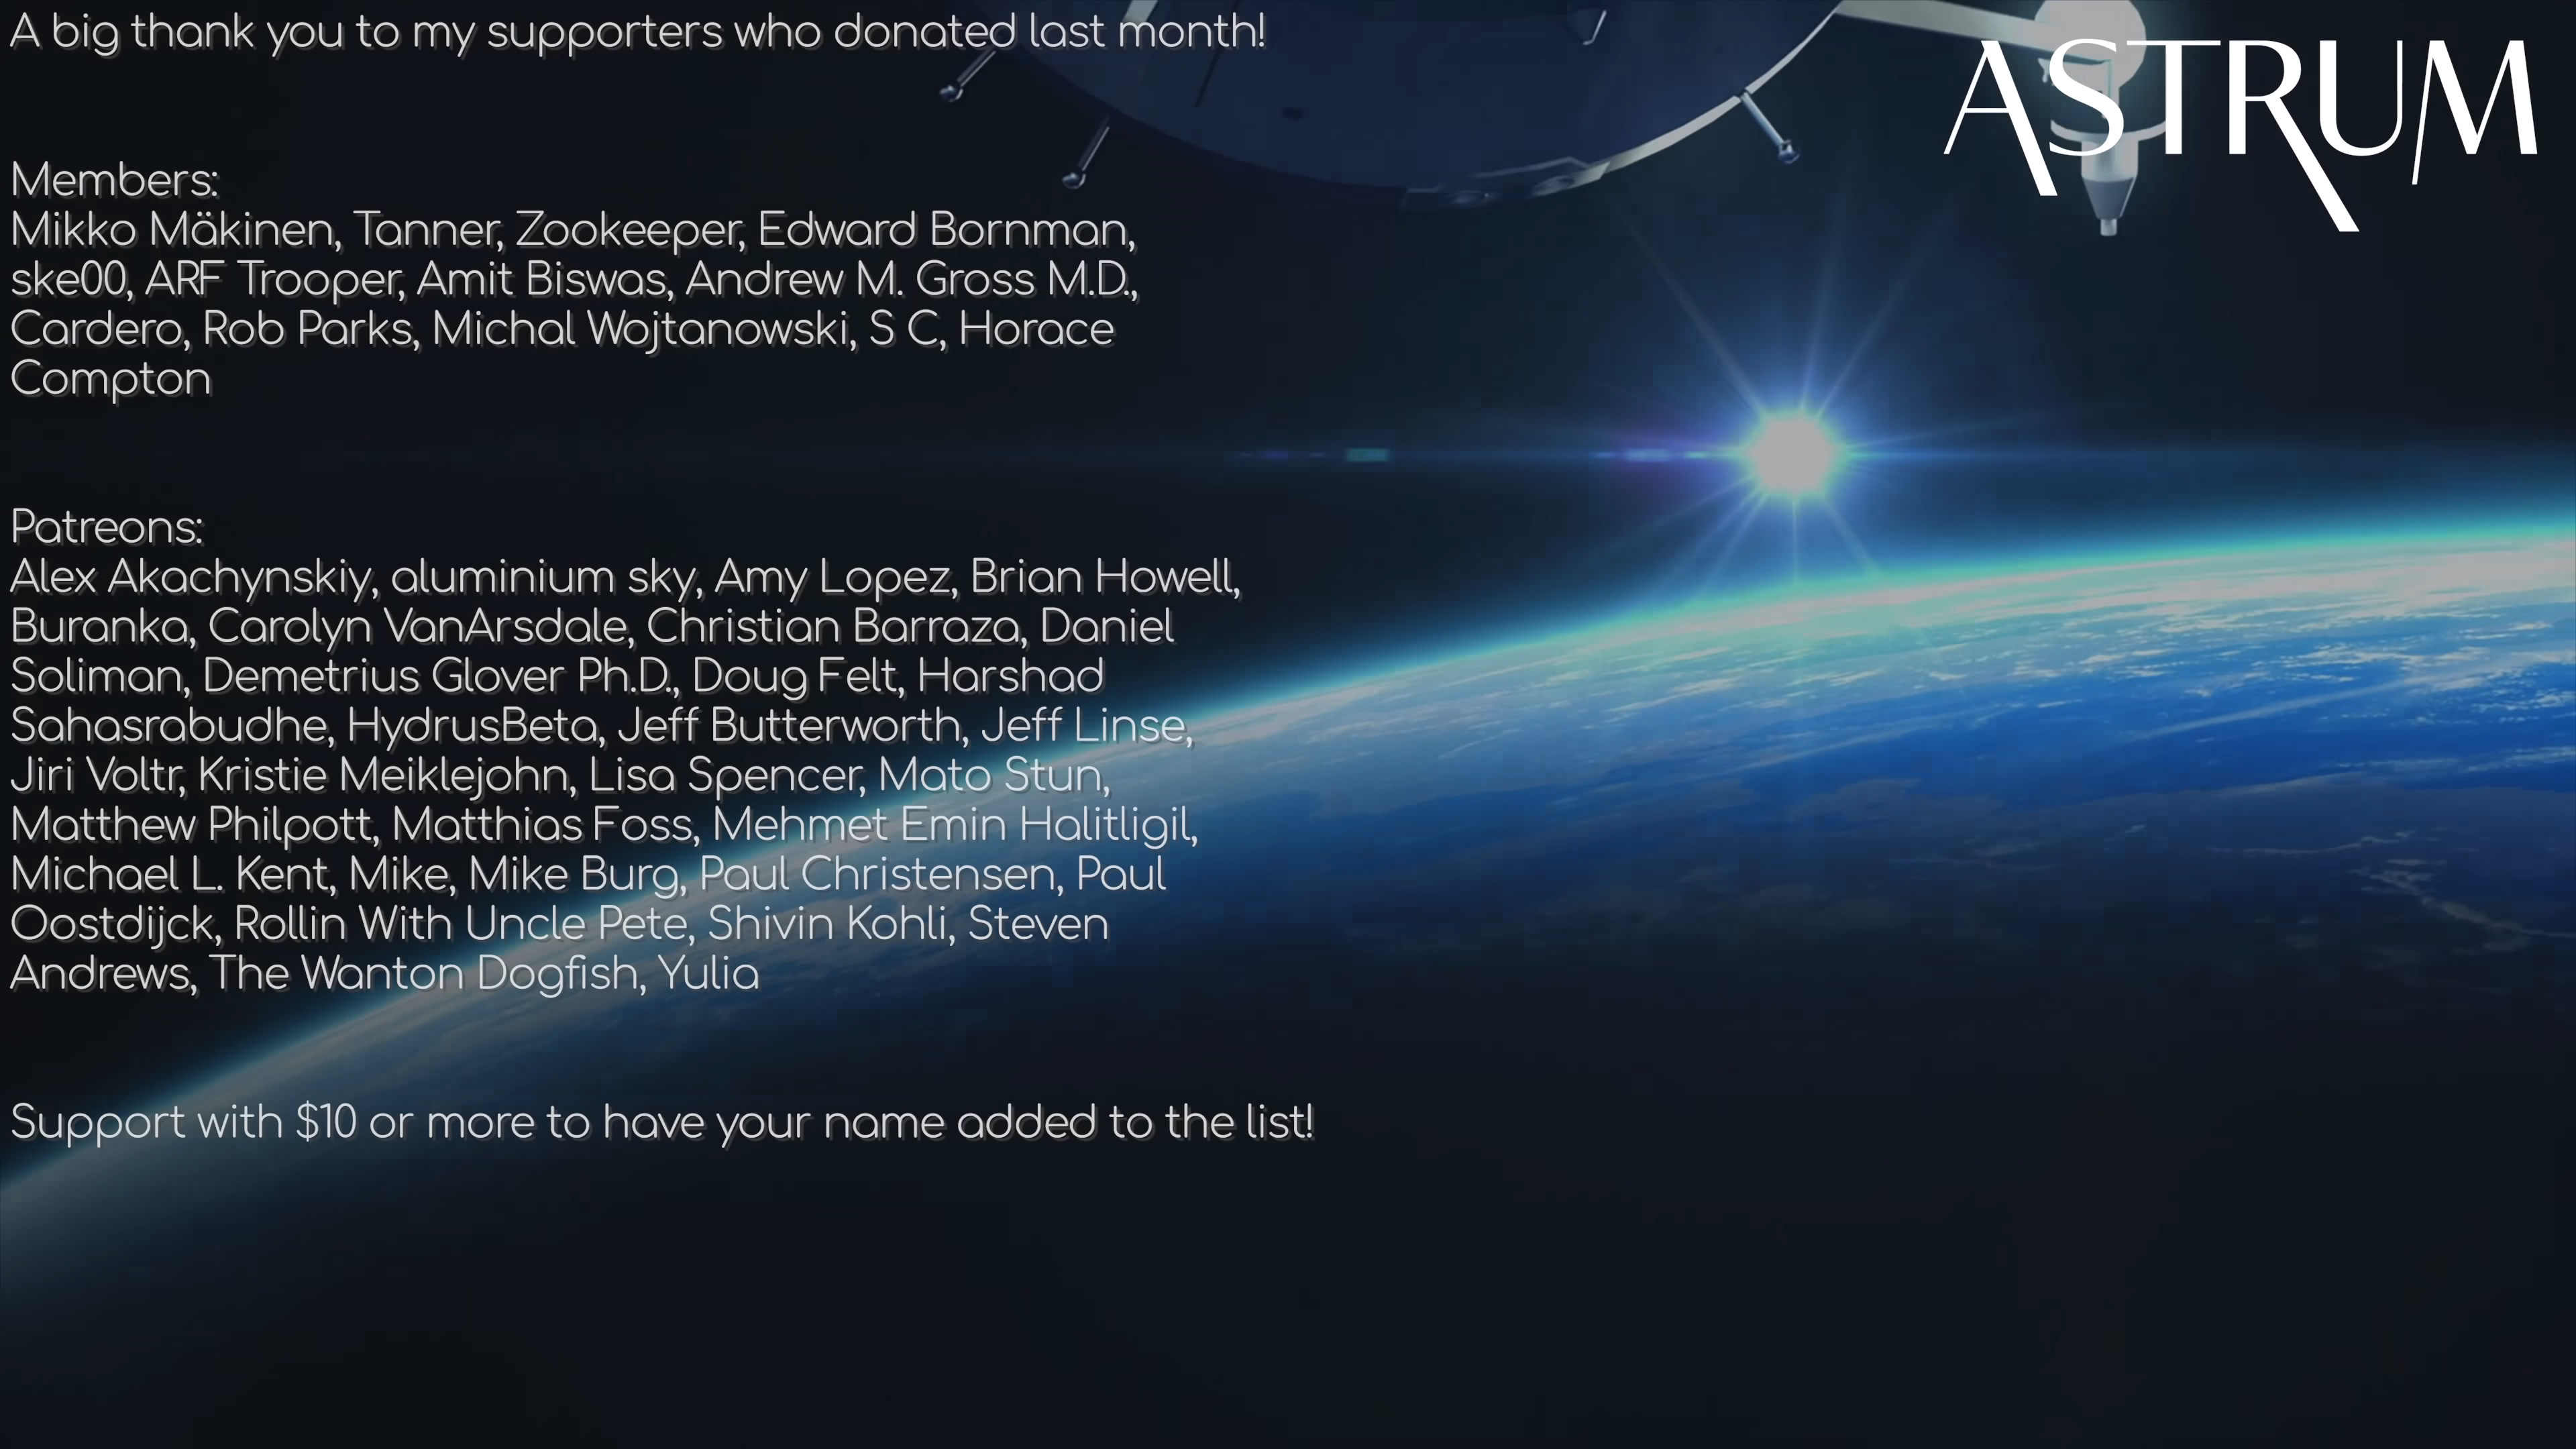 A big thank you to my supporters who donated last month!
ASTRUM
Members:
Mikko Mäkinen, Tanner, Zookeeper, Edward Bornman,
ske00, ARF Trooper, Amit Biswas, Andrew M. Gross M.D.,
Cardero, Rob Parks, Michal Wojtanowski, S C, Horace
Compton
Patreons:
Alex Akachynskiy, aluminium sky, Amy Lopez, Brian Howell,
Buranka, Carolyn VanArsdale, Christian Barraza, Daniel
Soliman, Demetrius Glover Ph.D., Doug Felt, Harshad
Sahasrabudhe, HydrusBeta, Jeff Butterworth, Jeff Linse,
Jiri Voltr, Kristie Meiklejohn, Lisa Spencer, Mato Stun,
Matthew Philpott, Matthias Foss, Mehmet Emin Halitligil,
Michael L. Kent, Mike, Mike Burg, Paul Christensen, Paul
Oostdijck, Rollin With Uncle Pete, Shivin Kohli, Steven
Andrews, The Wanton Dogfish, Yulia
Support with $10 or more to have your name added to the list!